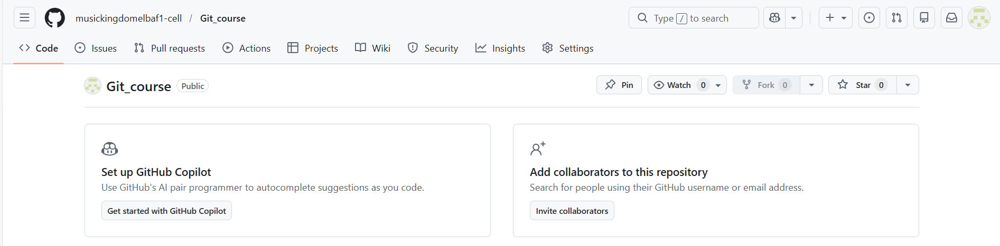 musickingdomelbaf1-cell / Git_course Type / to search
Code Issues Pull requests Actions Projects Wiki Security Insights Settings
Git_course Public Pin Watch 0 Fork 0 Star 0
Set up GitHub Copilot
Use GitHub's AI pair programmer to autocomplete suggestions as you code.
Get started with GitHub Copilot
Add collaborators to this repository
Search for people using their GitHub username or email address.
Invite collaborators